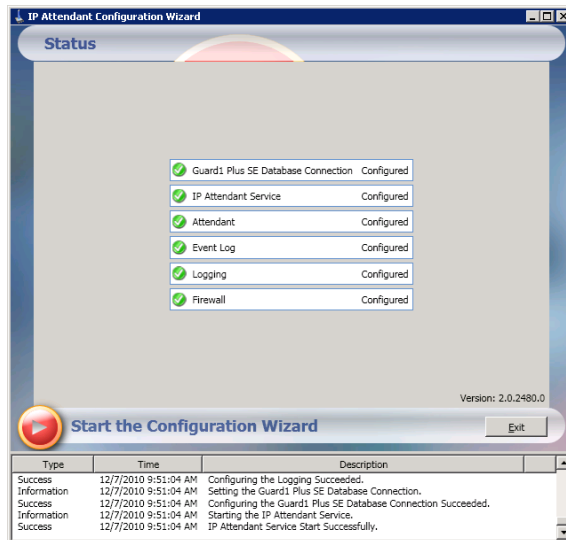 IP Attendant Configuration Wizard
Status
Guard1 Plus SE Database Connection Configured
IP Attendant Service Configured
Attendant Configured
Event Log Configured
Logging Configured
Firewall Configured
Version: 2.0.2480.0
Start the Configuration Wizard
Exit
Type Time Description
Success 12/7/2010 9:51:04 AM Configuring the Logging Succeeded.
Information 12/7/2010 9:51:04 AM Setting the Guard1 Plus SE Database Connection.
Success 12/7/2010 9:51:04 AM Configuring the Guard1 Plus SE Database Connection Succeeded.
Information 12/7/2010 9:51:04 AM Starting the IP Attendant Service.
Success 12/7/2010 9:51:04 AM IP Attendant Service Start Successfully.